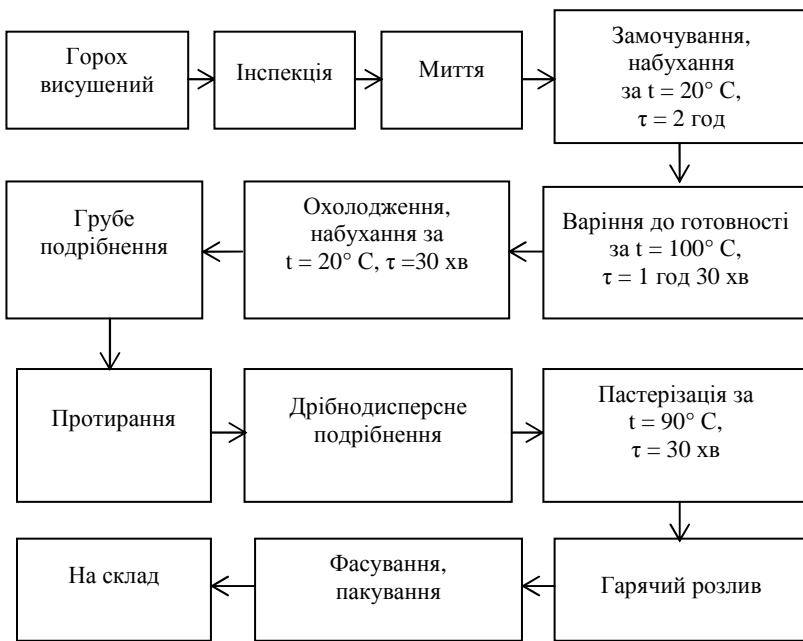 Горох
висушений
Інспекція
Миття
Замочування,
набухання
за t = 20° С,
τ = 2 год
Варіння до готовності
за t = 100° С,
τ = 1 год 30 хв
Охолодження,
набухання за
t = 20° С, τ =30 хв
Грубе
подрібнення
Протирання
Дрібнодисперсне
подрібнення
Пастерізація за
t = 90° С,
τ = 30 хв
Гарячий розлив
Фасування,
пакування
На склад